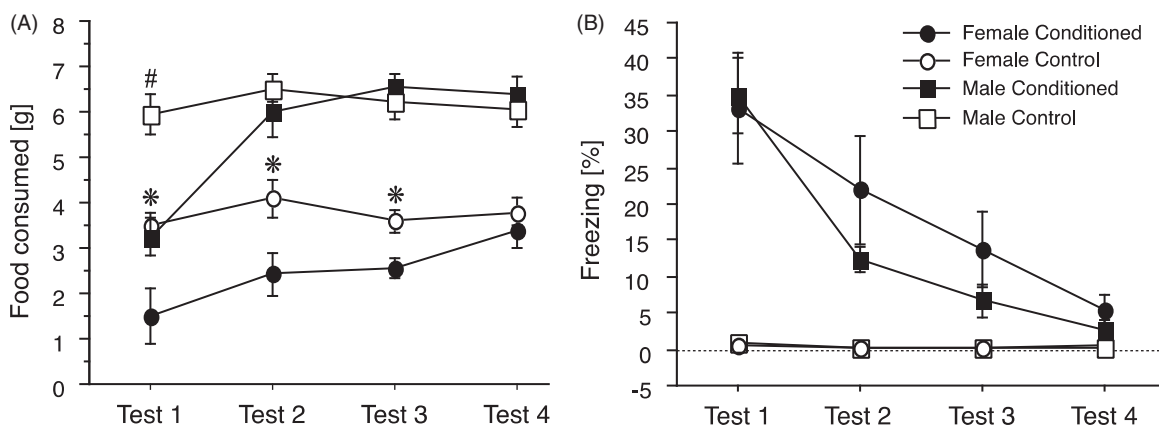 (A)
Food consumed [g]
8
7
6
5
4
3
2
1
0
#
*
*
*
Test 1 Test 2 Test 3 Test 4
(B)
Freezing [%]
45
40
35
30
25
20
15
10
5
0
-5
Female Conditioned
Female Control
Male Conditioned
Male Control
Test 1 Test 2 Test 3 Test 4